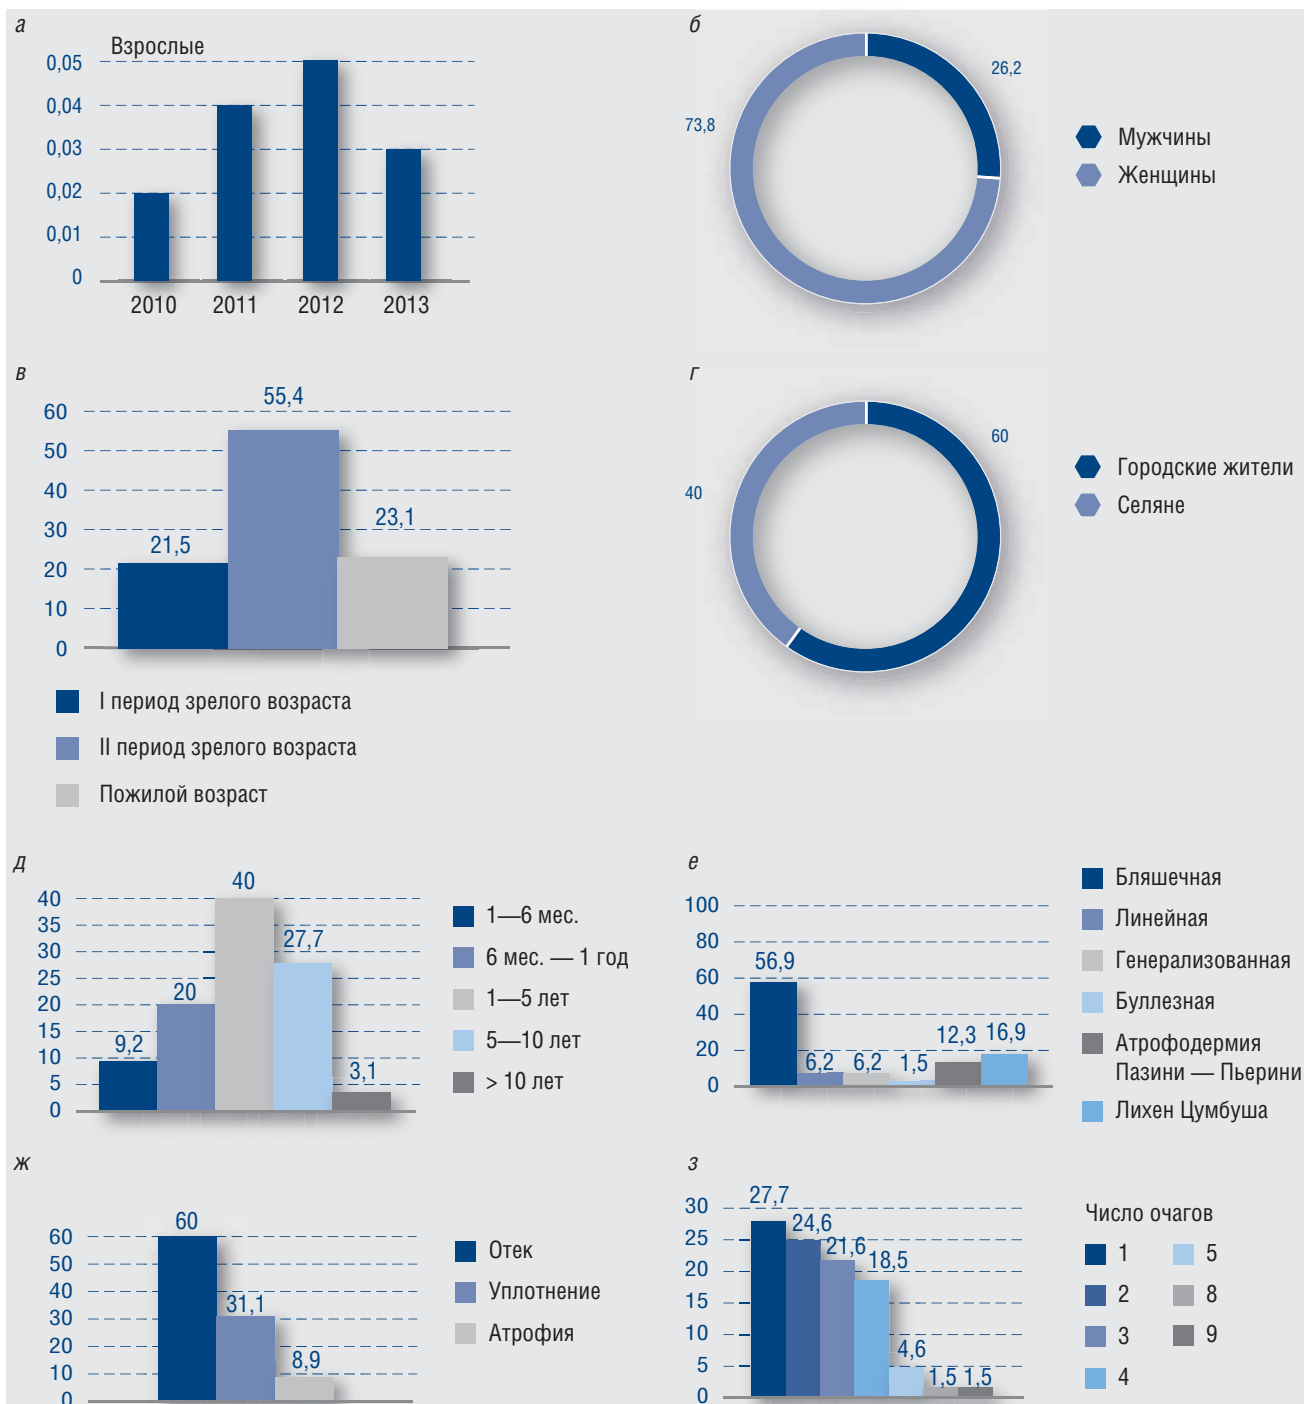 а
Взрослые
0,05
0,04
0,03
0,02
0,01
0
2010 2011 2012 2013
б
26,2
73,8
Мужчины
Женщины
в
55,4
60
50
40
30
20
10
0
21,5
23,1
I период зрелого возраста
II период зрелого возраста
Пожилой возраст
г
60
40
Городские жители
Селяне
д
40
40
35
30
25
20
15
10
5
0
9,2
20
27,7
3,1
1—6 мес.
6 мес. — 1 год
1—5 лет
5—10 лет
> 10 лет
е
100
80
60
40
20
0
56,9
6,2
6,2
1,5
12,3
16,9
Бляшечная
Линейная
Генерализованная
Буллезная
Атрофодермия
Пазини — Пьерини
Лихен Цумбуша
ж
60
60
50
40
30
20
10
0
31,1
8,9
Отек
Уплотнение
Атрофия
з
30
25
20
15
10
5
0
27,7
24,6
21,6
18,5
4,6
1,5 1,5
Число очагов
1 5
2 8
3 9
4